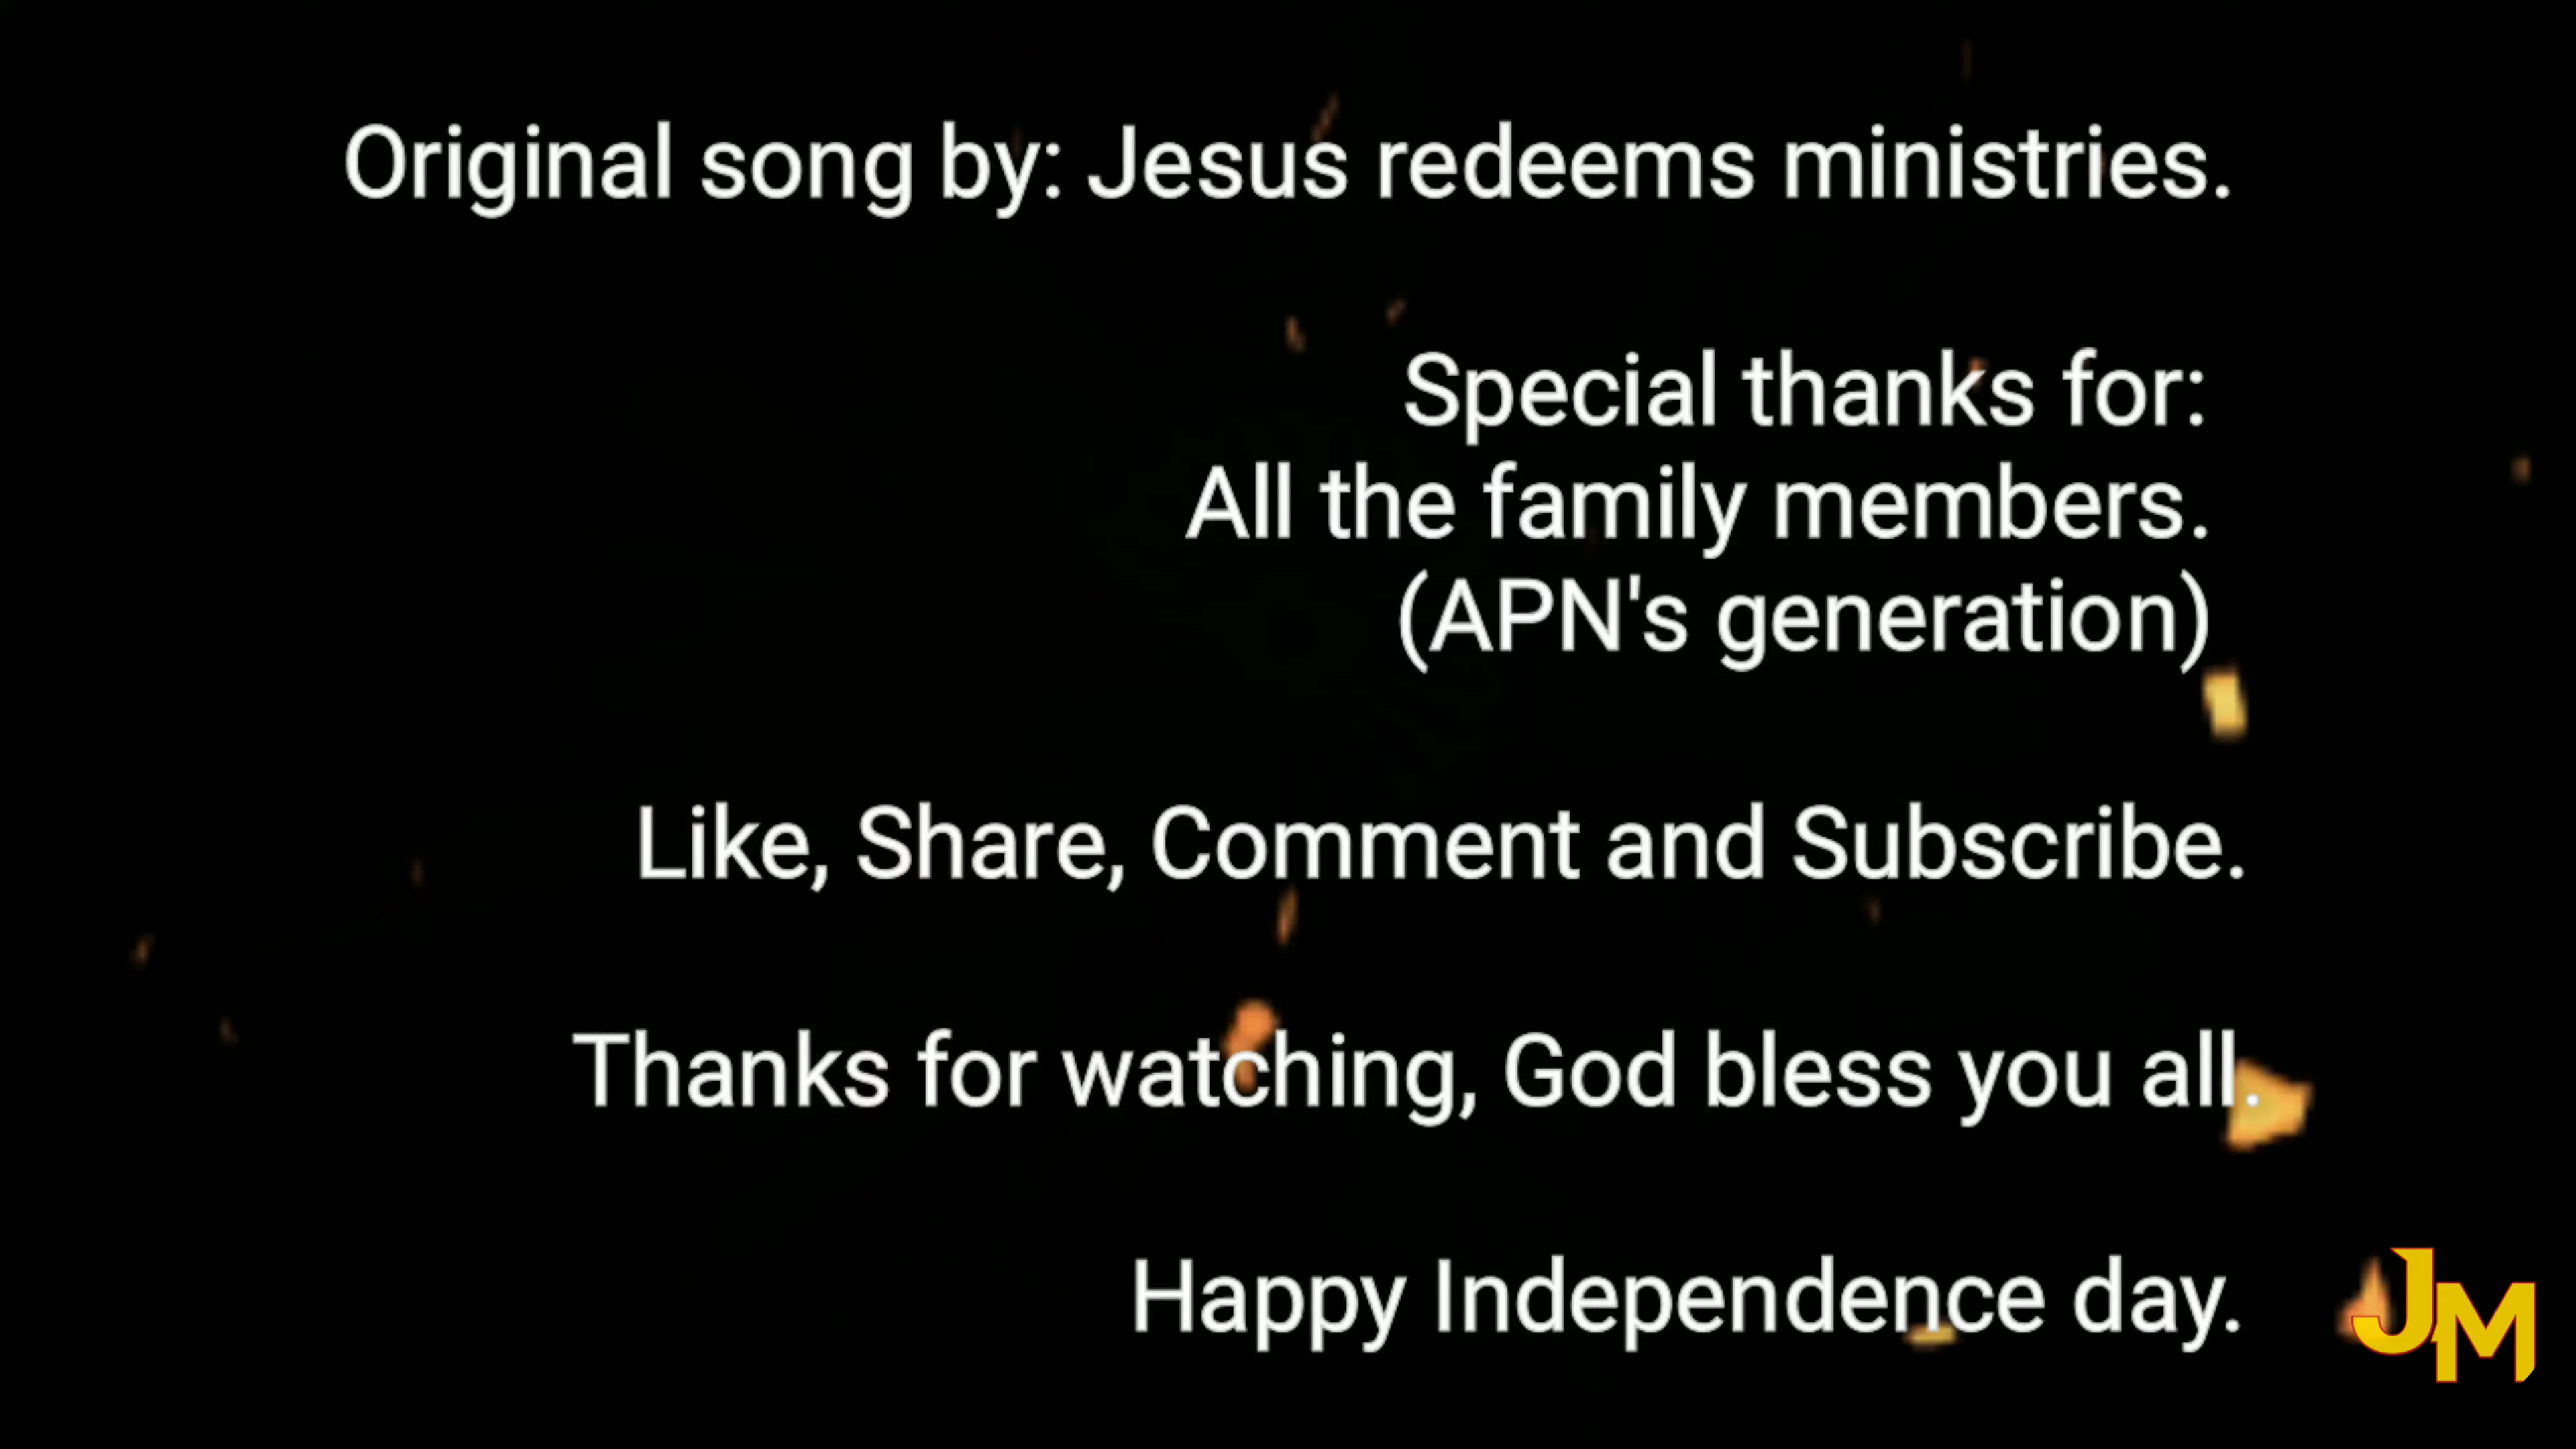 Original song by: Jesus redeems ministries.
Special thanks for:
All the family members.
(APN's generation)
Like, Share, Comment and Subscribe.
Thanks for watching, God bless you all.
Happy Independence day.
JM